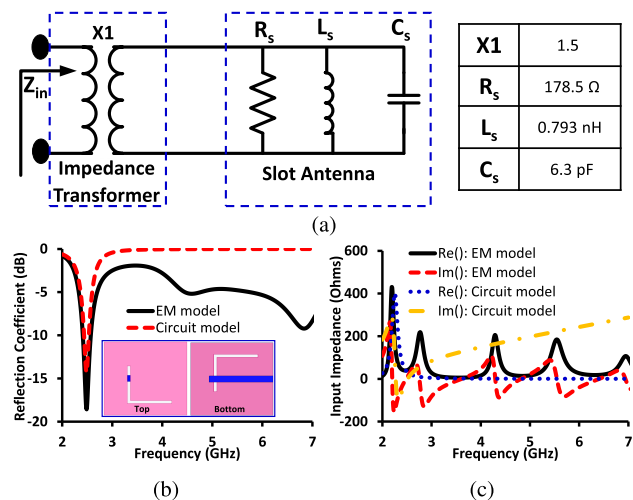 X1
R_s
L_s
C_s
Z_in
Impedance
Transformer
Slot Antenna
X1 1.5
R_s 178.5 Ω
L_s 0.793 nH
C_s 6.3 pF
(a)
Reflection Coefficient (dB)
0
-5
-10
-15
-20
EM model
Circuit model
Top
Bottom
2 3 4 5 6 7
Frequency (GHz)
(b)
Input Impedance (Ohms)
600
400
200
0
-200
Re(): EM model
Im(): EM model
Re(): Circuit model
Im(): Circuit model
2 3 4 5 6 7
Frequency (GHz)
(c)